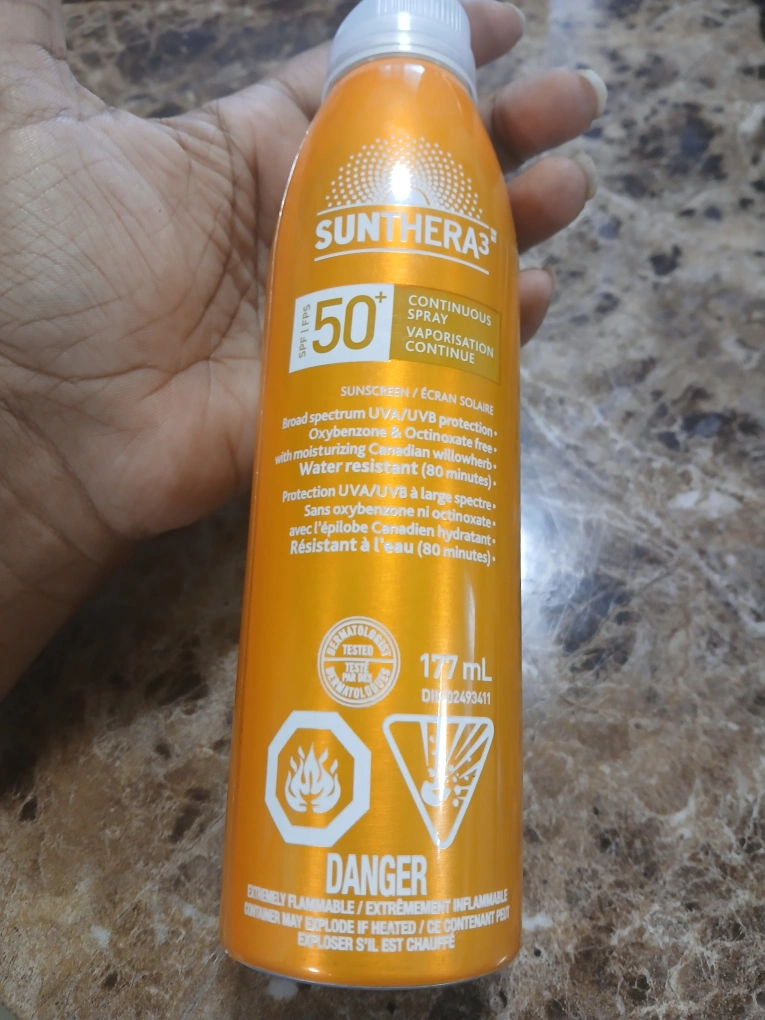 SUNTHERA³
SPF | FPS
50+
CONTINUOUS
SPRAY
VAPORISATION
CONTINUE
SUNSCREEN / ÉCRAN SOLAIRE
Broad spectrum UVA/UVB protection•
Oxybenzone & Octinoxate free•
with moisturizing Canadian willowherb•
Water resistant (80 minutes)•
Protection UVA/UVB à large spectre•
Sans oxybenzone ni octinoxate•
avec l'épilobe Canadien hydratant•
Résistant à l'eau (80 minutes)•
DERMATOLOGIST
TESTED
TESTÉ
PAR DES
DERMATOLOGUES
177 mL
DIN 02493411
DANGER
EXTREMELY FLAMMABLE / EXTRÊMEMENT INFLAMMABLE
CONTAINER MAY EXPLODE IF HEATED / CE CONTENANT PEUT
EXPLOSER S'IL EST CHAUFFÉ